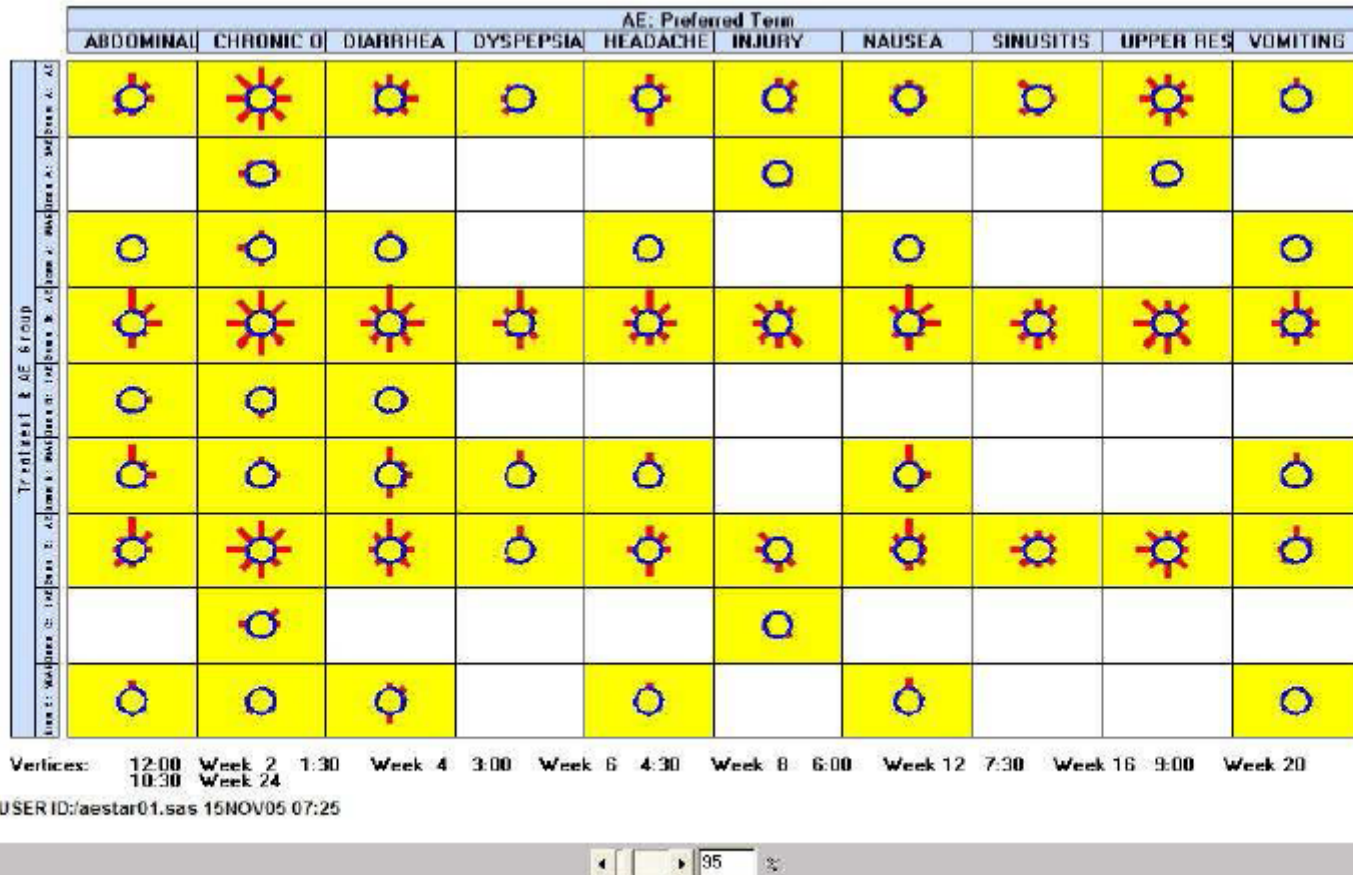 AE: Preferred Term
ABDOMINAL CHRONIC O DIARRHEA DYSPEPSIA HEADACHE INJURY NAUSEA SINUSITIS UPPER RES VOMITING
Treatment & AE Group
Vertices: 12:00 Week 2 1:30 Week 4 3:00 Week 6 4:30 Week 8 6:00 Week 12 7:30 Week 16 9:00 Week 20
10:30 Week 24
USER ID:/aestar01.sas 15NOV05 07:25
95 %